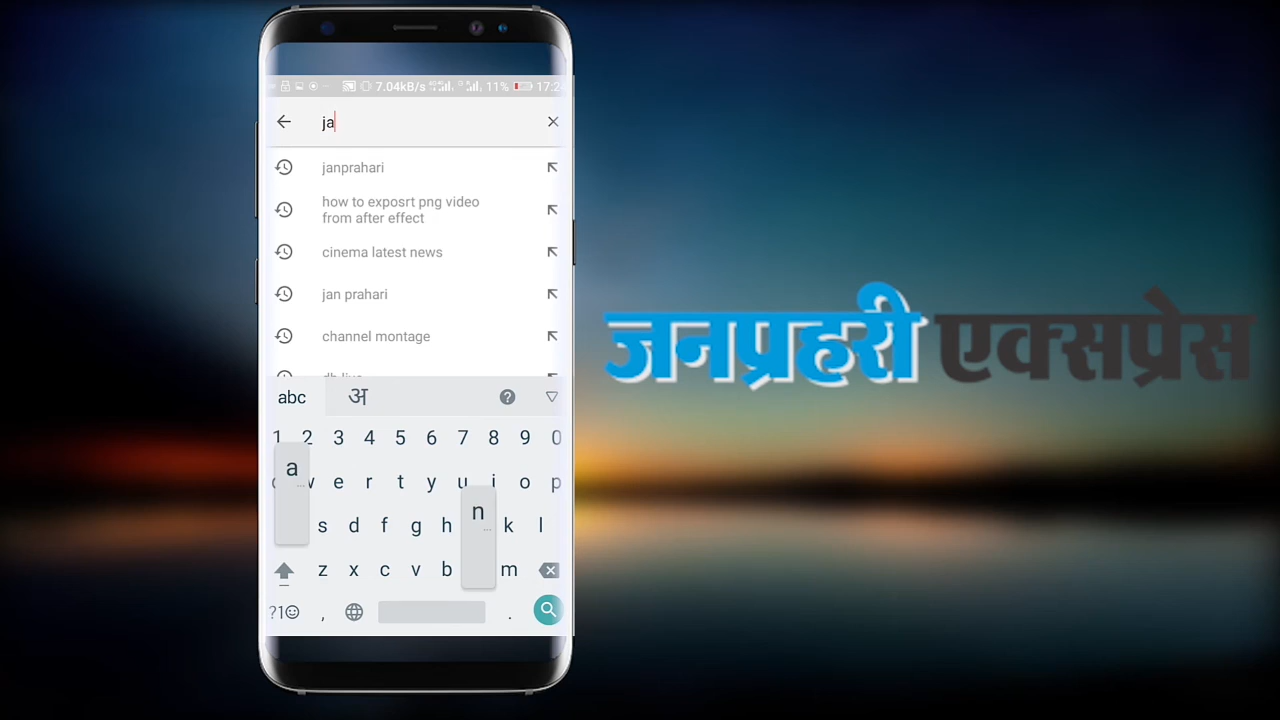 7.04kB/s 11% 17:2
ja
janprahari
how to exposrt png video
from after effect
cinema latest news
jan prahari
channel montage
abc अ
1 2 3 4 5 6 7 8 9 0
a
w e r t y u i o p
n
s d f g h k l
z x c v b m
?1 , .
जनप्रहरी एक्सप्रेस